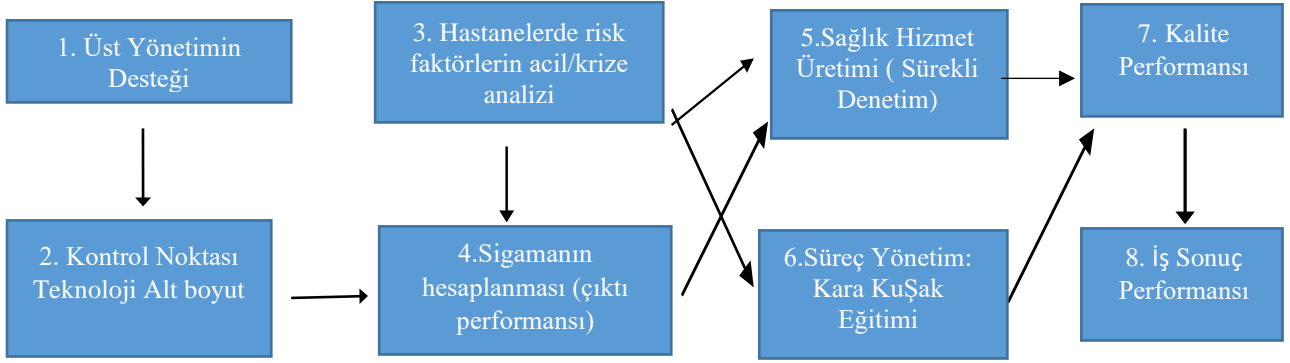 1. Üst Yönetimin
Desteği
2. Kontrol Noktası
Teknoloji Alt boyut
3. Hastanelerde risk
faktörlerin acil/krize
analizi
4.Sigamanın
hesaplanması (çıktı
performansı)
5.Sağlık Hizmet
Üretimi ( Sürekli
Denetim)
6.Süreç Yönetim:
Kara KuŞak
Eğitimi
7. Kalite
Performansı
8. İş Sonuç
Performansı